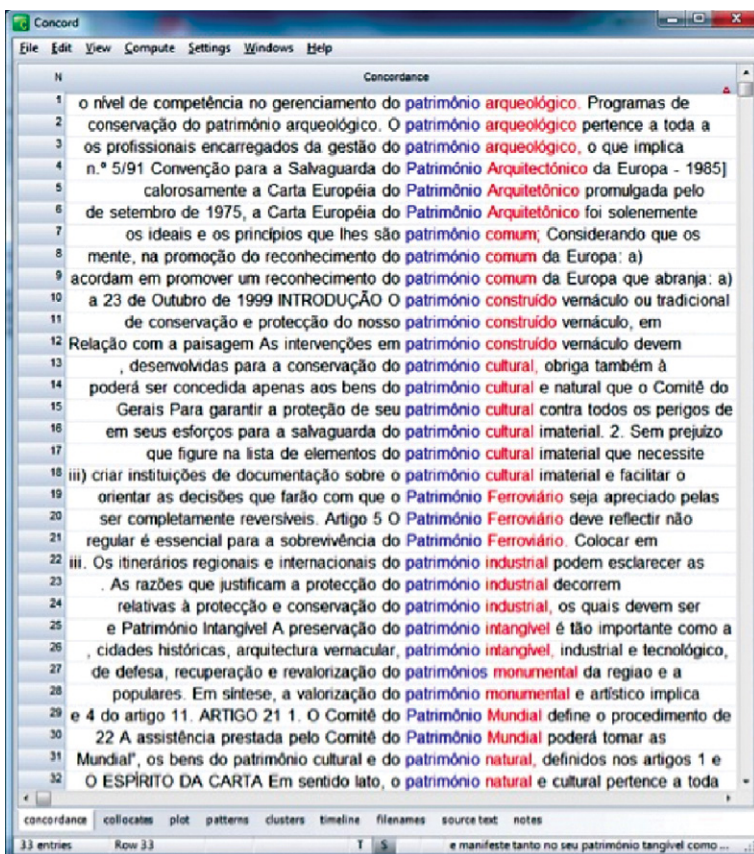 Concord
File Edit View Compute Settings Windows Help
N Concordance
1 o nível de competência no gerenciamento do patrimônio arqueológico. Programas de
2 conservação do patrimônio arqueológico. O patrimônio arqueológico pertence a toda a
3 os profissionais encarregados da gestão do patrimônio arqueológico, o que implica
4 n.º 5/91 Convenção para a Salvaguarda do Património Arquitectónico da Europa - 1985]
5 calorosamente a Carta Européia do Patrimônio Arquitetônico promulgada pelo
6 de setembro de 1975, a Carta Européia do Patrimônio Arquitetônico foi solenemente
7 os ideais e os princípios que lhes são património comum; Considerando que os
8 mente, na promoção do reconhecimento do património comum da Europa: a)
9 acordam em promover um reconhecimento do património comum da Europa que abranja: a)
10 a 23 de Outubro de 1999 INTRODUÇÃO O património construído vernáculo ou tradicional
11 de conservação e protecção do nosso património construído vernáculo, em
12 Relação com a paisagem As intervenções em património construído vernáculo devem
13 , desenvolvidas para a conservação do património cultural, obriga também à
14 poderá ser concedida apenas aos bens do patrimônio cultural e natural que o Comitê do
15 Gerais Para garantir a proteção de seu patrimônio cultural contra todos os perigos de
16 em seus esforços para a salvaguarda do patrimônio cultural imaterial. 2. Sem prejuízo
17 que figure na lista de elementos do patrimônio cultural imaterial que necessite
18 iii) criar instituições de documentação sobre o patrimônio cultural imaterial e facilitar o
19 orientar as decisões que farão com que o Património Ferroviário seja apreciado pelas
20 ser completamente reversíveis. Artigo 5 O Património Ferroviário deve reflectir não
21 regular é essencial para a sobrevivência do Património Ferroviário. Colocar em
22 iii. Os itinerários regionais e internacionais do património industrial podem esclarecer as
23 . As razões que justificam a protecção do património industrial decorrem
24 relativas à protecção e conservação do património industrial, os quais devem ser
25 e Património Intangível A preservação do património intangível é tão importante como a
26 , cidades históricas, arquitectura vernacular, património intangível, industrial e tecnológico,
27 de defesa, recuperação e revalorização do patrimônios monumental da regiao e a
28 populares. Em síntese, a valorização do patrimônio monumental e artístico implica
29 e 4 do artigo 11. ARTIGO 21 1. O Comitê do Patrimônio Mundial define o procedimento de
30 22 A assistência prestada pelo Comitê do Patrimônio Mundial poderá tomar as
31 Mundial", os bens do patrimônio cultural e do patrimônio natural, definidos nos artigos 1 e
32 O ESPÍRITO DA CARTA Em sentido lato, o património natural e cultural pertence a toda
concordance collocates plot patterns clusters timeline filenames source text notes
33 entries Row 33 T S e manifeste tanto no seu património tangível como ...